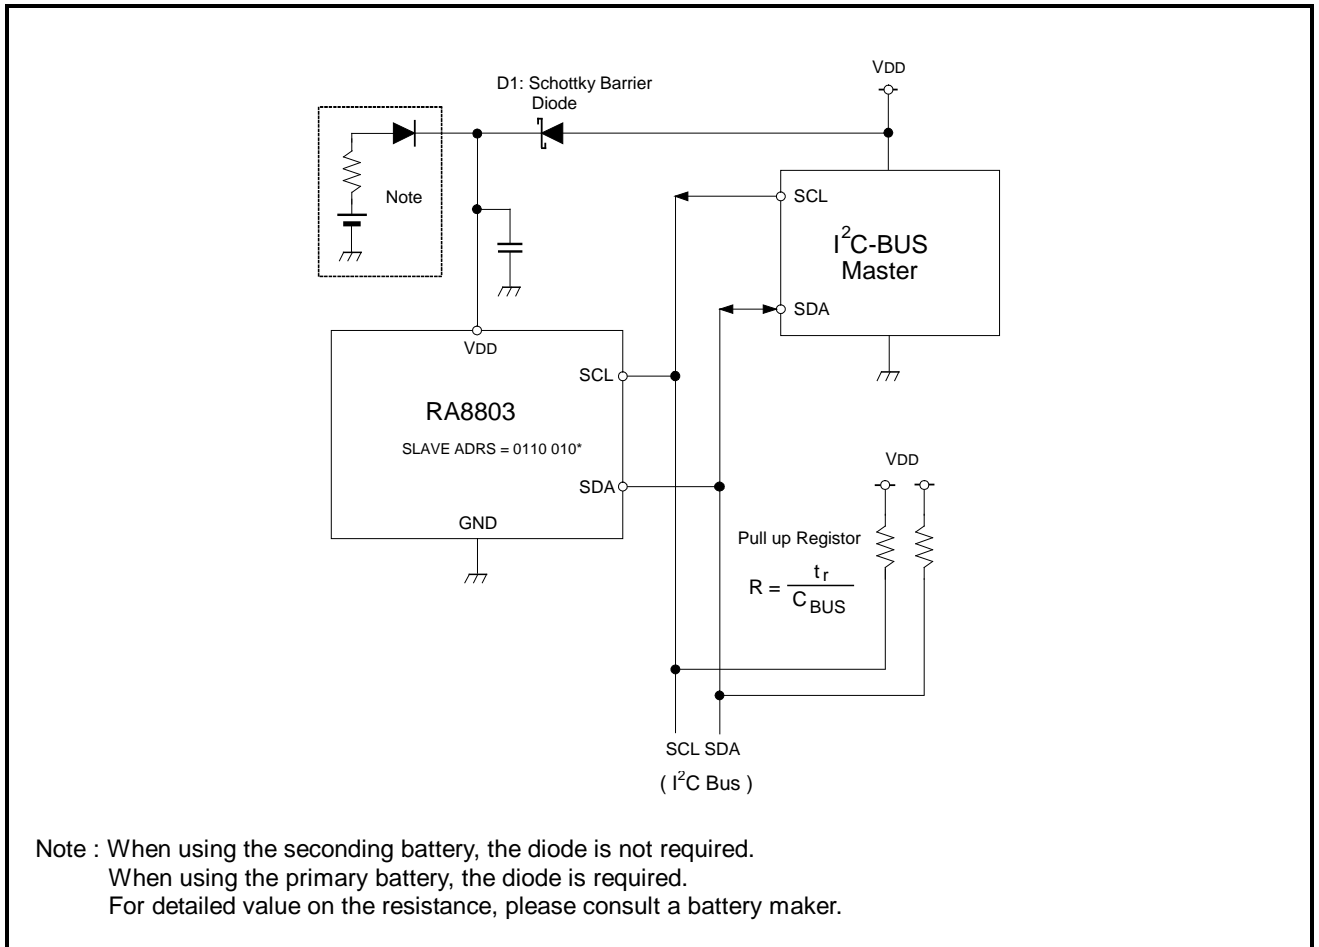 VDD
D1: Schottky Barrier
Diode
Note
SCL
I²C-BUS
Master
SDA
VDD
SCL
RA8803
SLAVE ADRS = 0110 010*
SDA
GND
VDD
Pull up Registor
R = tr / CBUS
SCL SDA
( I²C Bus )
Note : When using the seconding battery, the diode is not required.
When using the primary battery, the diode is required.
For detailed value on the resistance, please consult a battery maker.